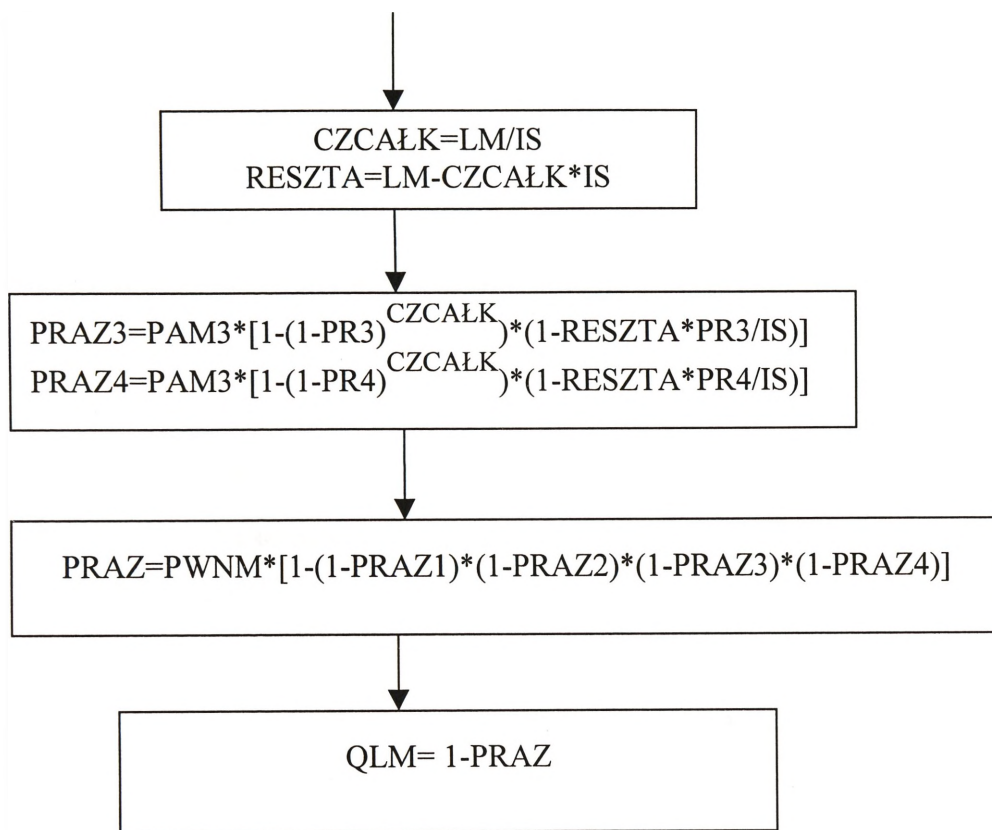 CZCAŁK=LM/IS
RESZTA=LM-CZCAŁK*IS
PRAZ3=PAM3*[1-(1-PR3)^CZCAŁK)*(1-RESZTA*PR3/IS)]
PRAZ4=PAM3*[1-(1-PR4)^CZCAŁK)*(1-RESZTA*PR4/IS)]
PRAZ=PWNM*[1-(1-PRAZ1)*(1-PRAZ2)*(1-PRAZ3)*(1-PRAZ4)]
QLM= 1-PRAZ